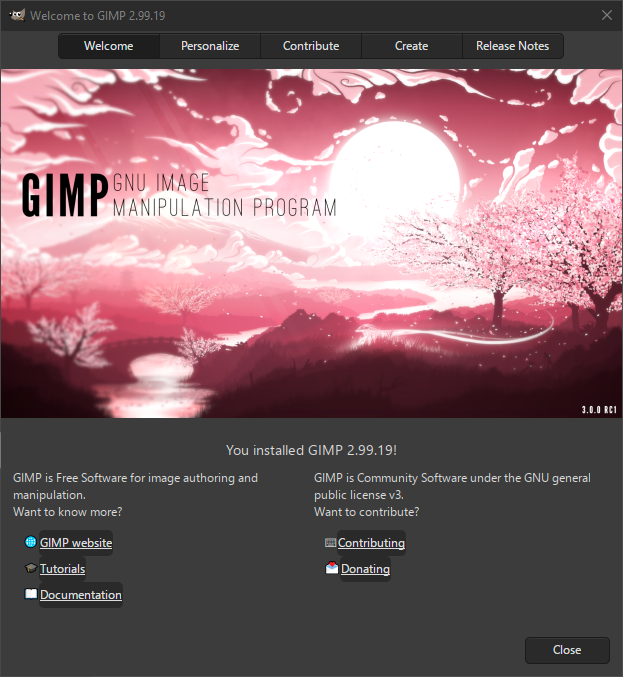 Welcome to GIMP 2.99.19
Welcome
Personalize
Contribute
Create
Release Notes
GIMP
GNU IMAGE
MANIPULATION PROGRAM
3.0.0 RC1
You installed GIMP 2.99.19!
GIMP is Free Software for image authoring and
manipulation.
Want to know more?
GIMP website
Tutorials
Documentation
GIMP is Community Software under the GNU general
public license v3.
Want to contribute?
Contributing
Donating
Close